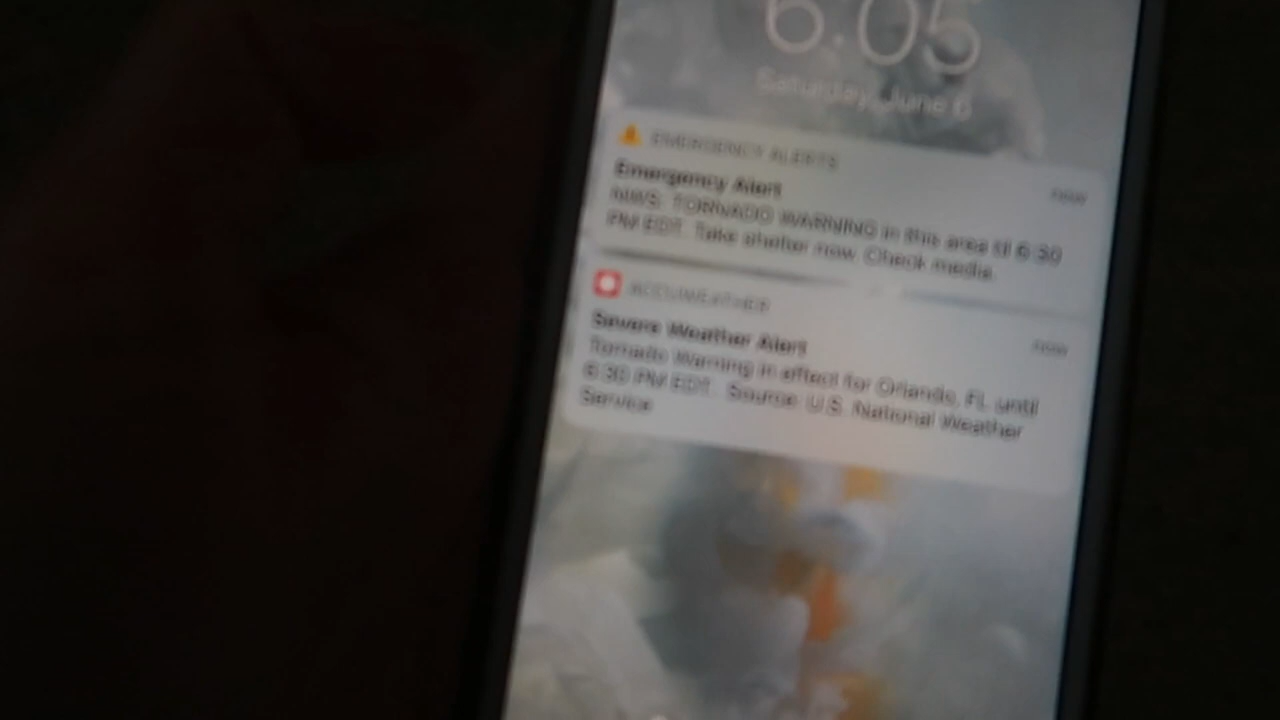 6:05
Saturday, June 6
EMERGENCY ALERTS
now
Emergency Alert
NWS: TORNADO WARNING in this area til 6:30
PM EDT. Take shelter now. Check media.
ACCUWEATHER
now
Severe Weather Alert
Tornado Warning in effect for Orlando, FL until
6:30 PM EDT. Source: U.S. National Weather
Service